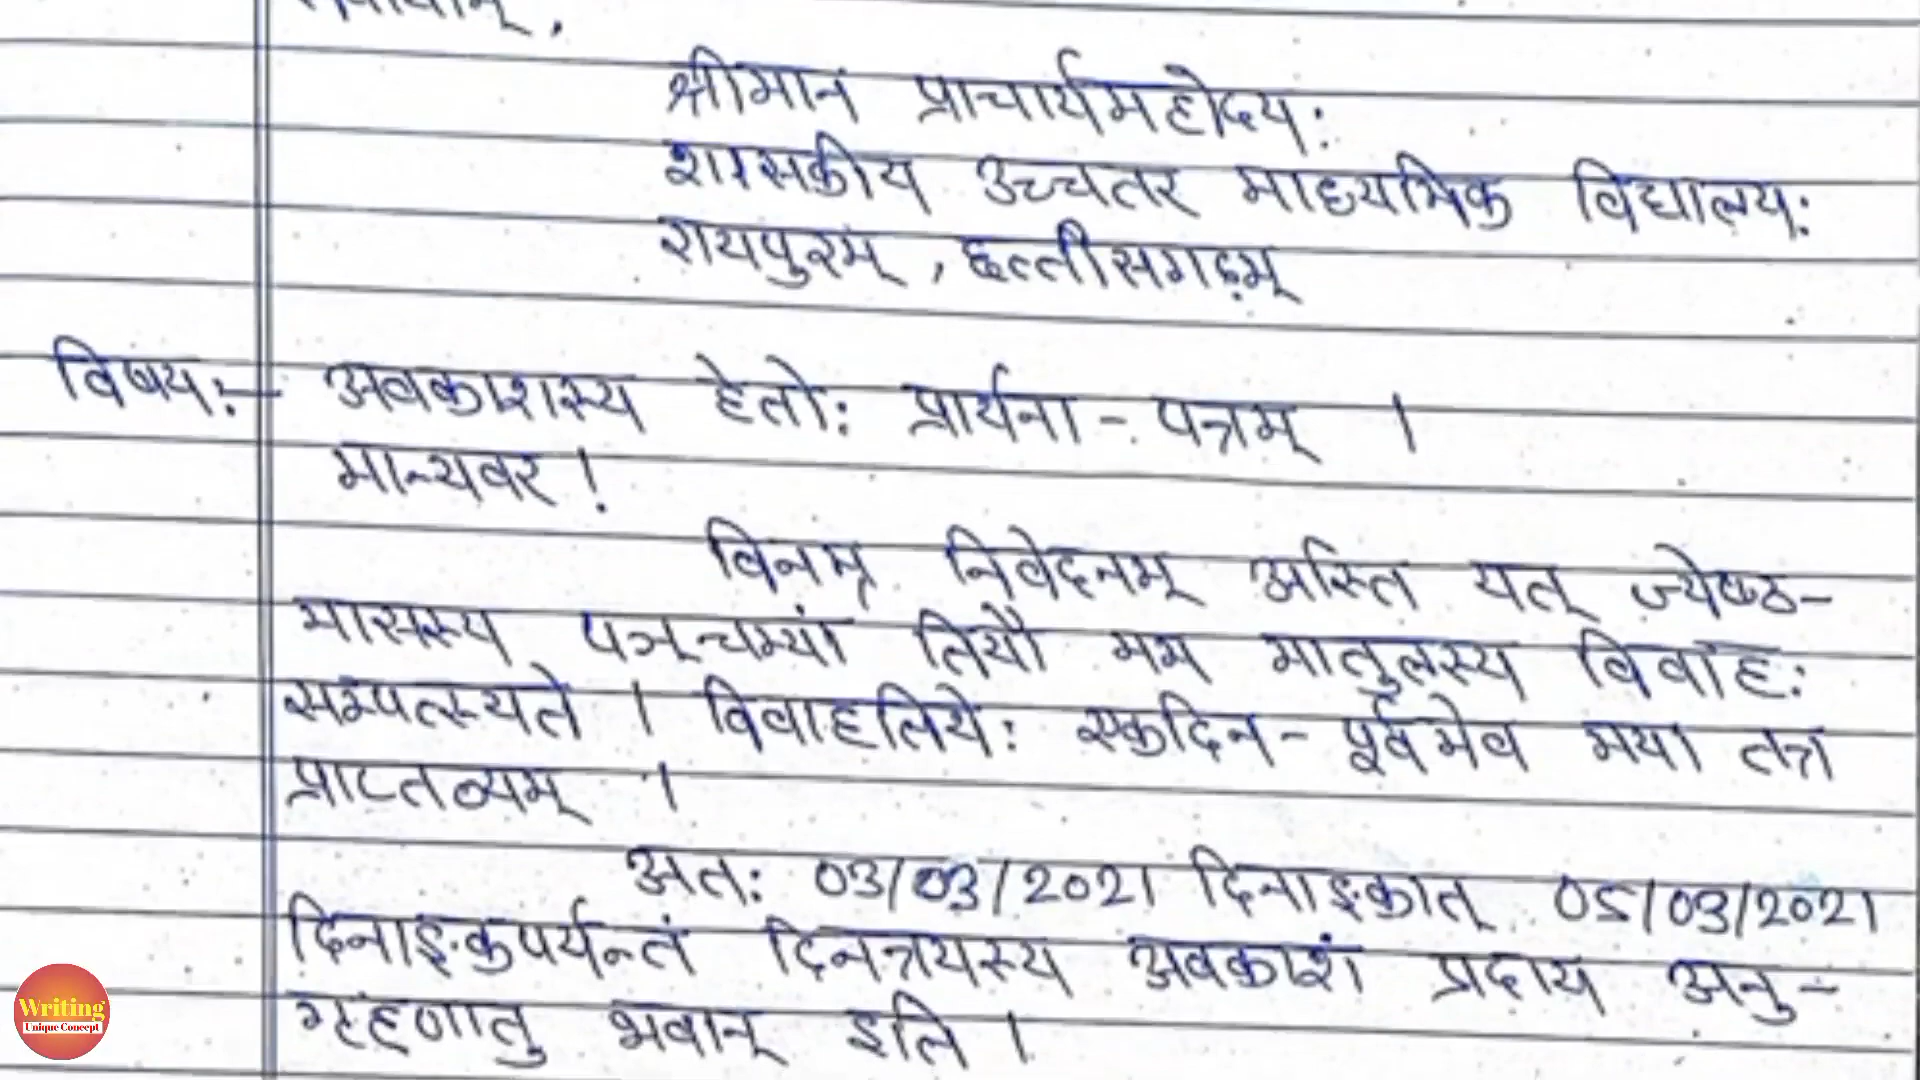 श्रीमान प्राचार्यमहोदय:
शासकीय उच्चतर माध्यमिक विद्यालय:
रायपुरम् , छत्तीसगढ़म्
विषय:- अवकाशस्य हेतो: प्रार्थना - पत्रम् ।
मान्यवर !
विनम्र निवेदनम् अस्ति यत् ज्येष्ठ-
मासस्य पञ्चम्यां तिथौ मम मातुलस्य विवाह:
सम्पत्स्यते । विवाहतिथे: एकदिन - पूर्वमेव मया तत्र
प्राप्तव्यम् ।
अत: 03/03/2021 दिनाङ्कात् 05/03/2021
दिनाङ्कपर्यन्तं दिनत्रयस्य अवकाशं प्रदाय अनु-
गृह्णातु भवान् इति ।
Writing
Unique Concept